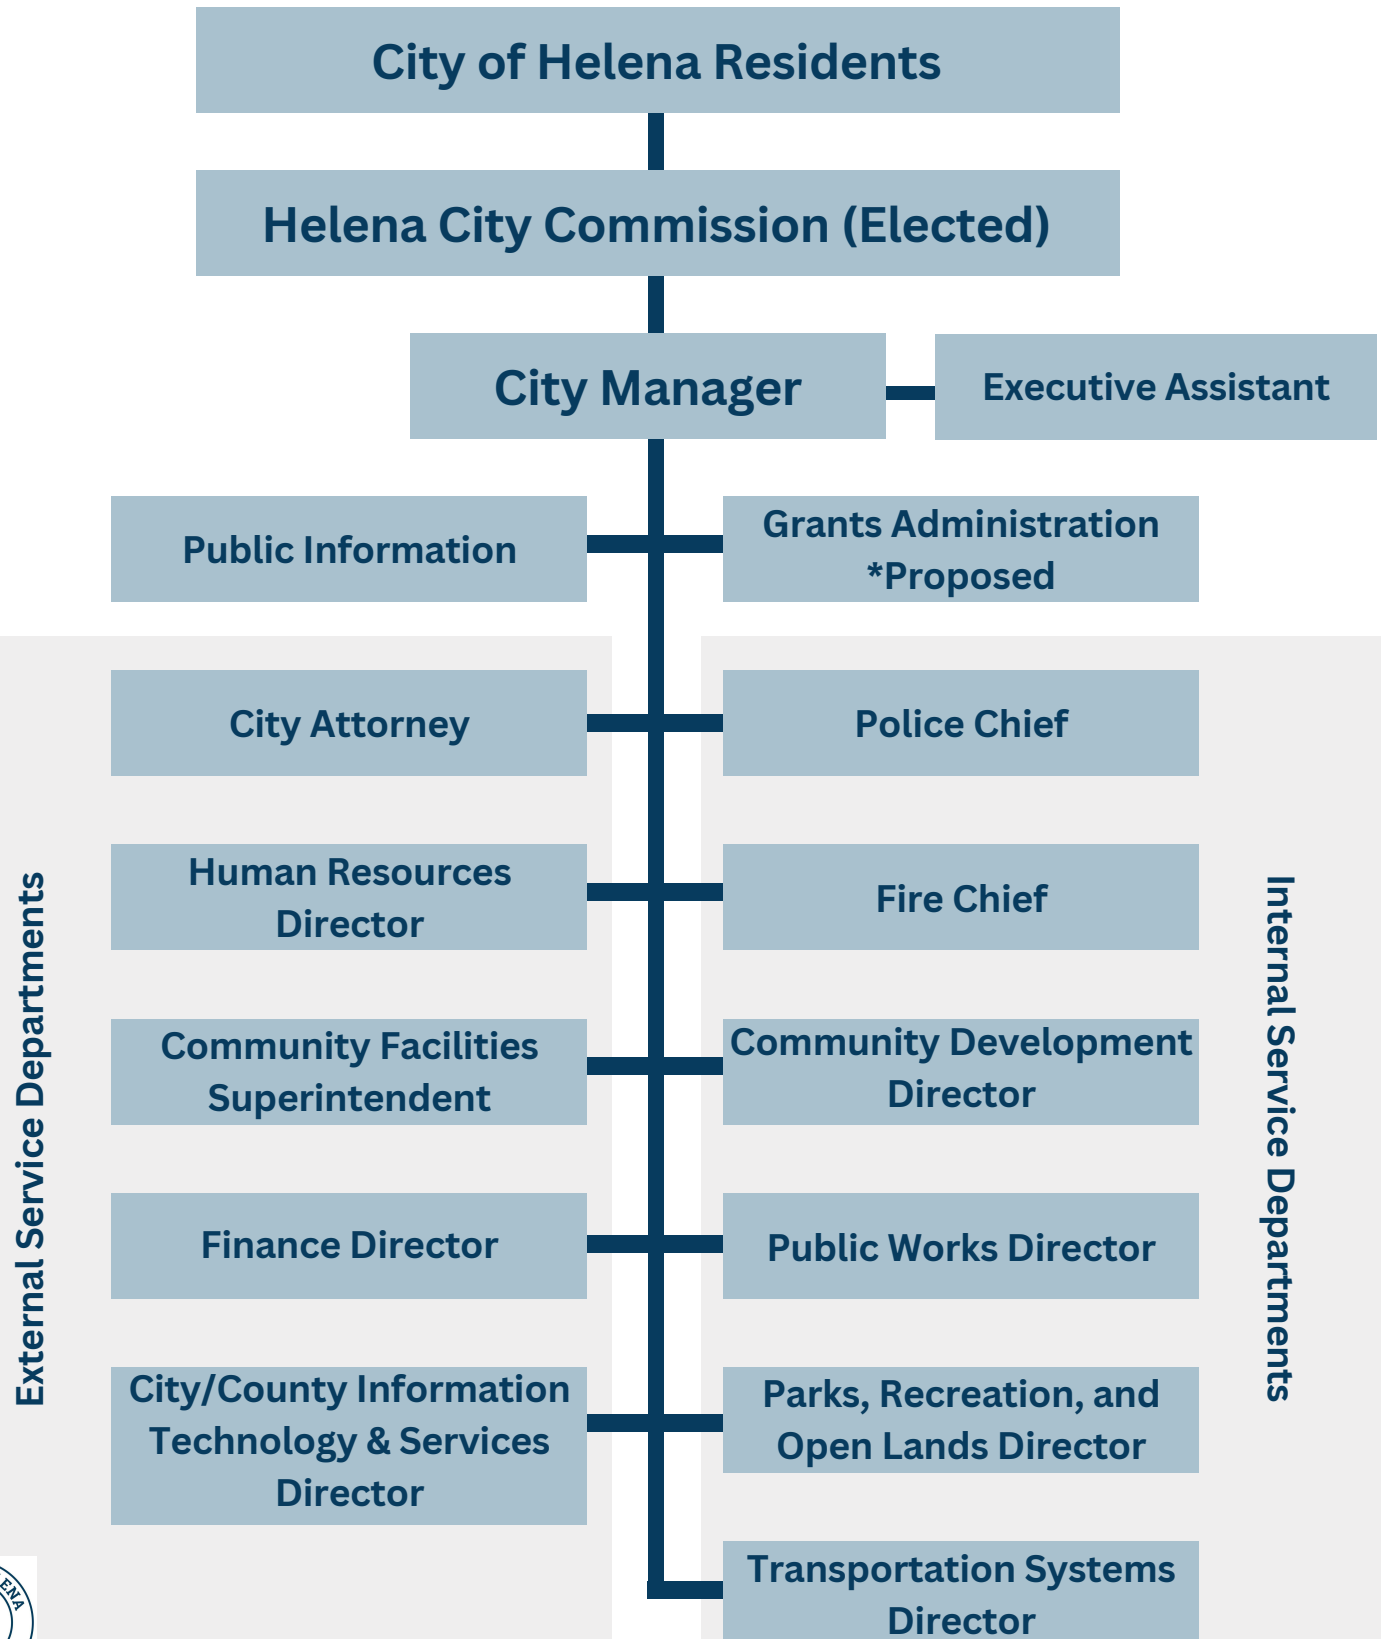 City of Helena Residents
Helena City Commission (Elected)
City Manager
Executive Assistant
Public Information
Grants Administration
*Proposed
External Service Departments
City Attorney
Human Resources
Director
Community Facilities
Superintendent
Finance Director
City/County Information
Technology & Services
Director
Internal Service Departments
Police Chief
Fire Chief
Community Development
Director
Public Works Director
Parks, Recreation, and
Open Lands Director
Transportation Systems
Director